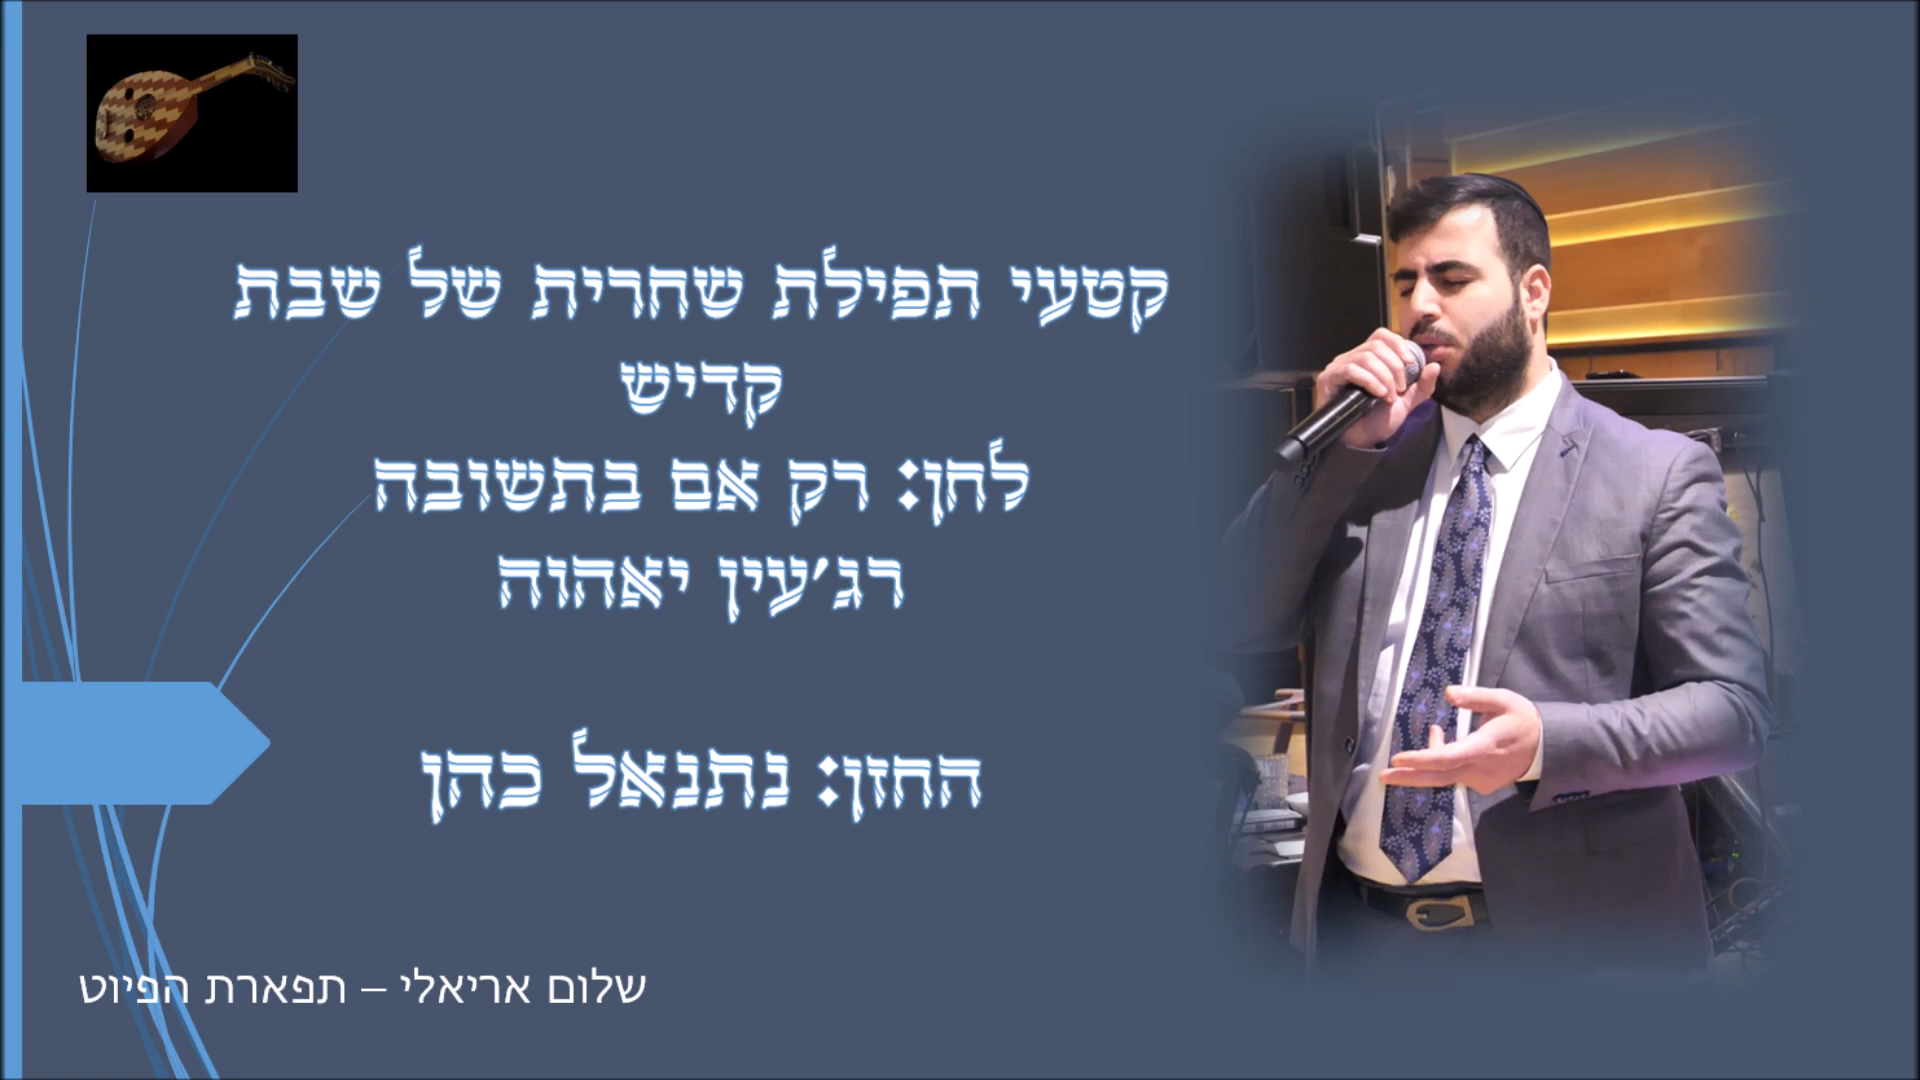 קטעי תפילת שחרית של שבת
קדיש
לחן: רק אם בתשובה
רג׳עין יאהוה
החזן: נתנאל כהן
שלום אריאלי – תפארת הפיוט